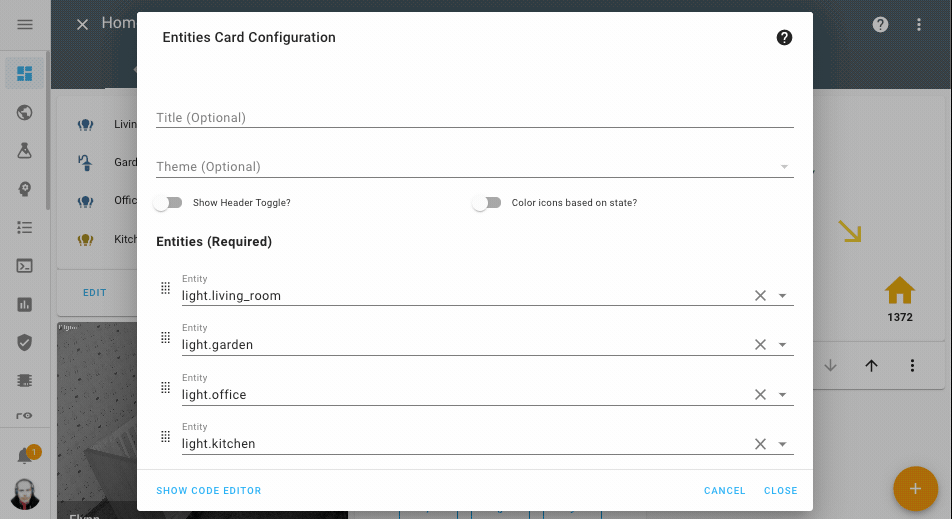 Hom
Entities Card Configuration
Title (Optional)
Theme (Optional)
Show Header Toggle?
Color icons based on state?
Entities (Required)
Entity
light.living_room
Entity
light.garden
Entity
light.office
Entity
light.kitchen
SHOW CODE EDITOR
CANCEL
CLOSE
Livin
Gard
Offic
Kitch
EDIT
Flynn
1372
1